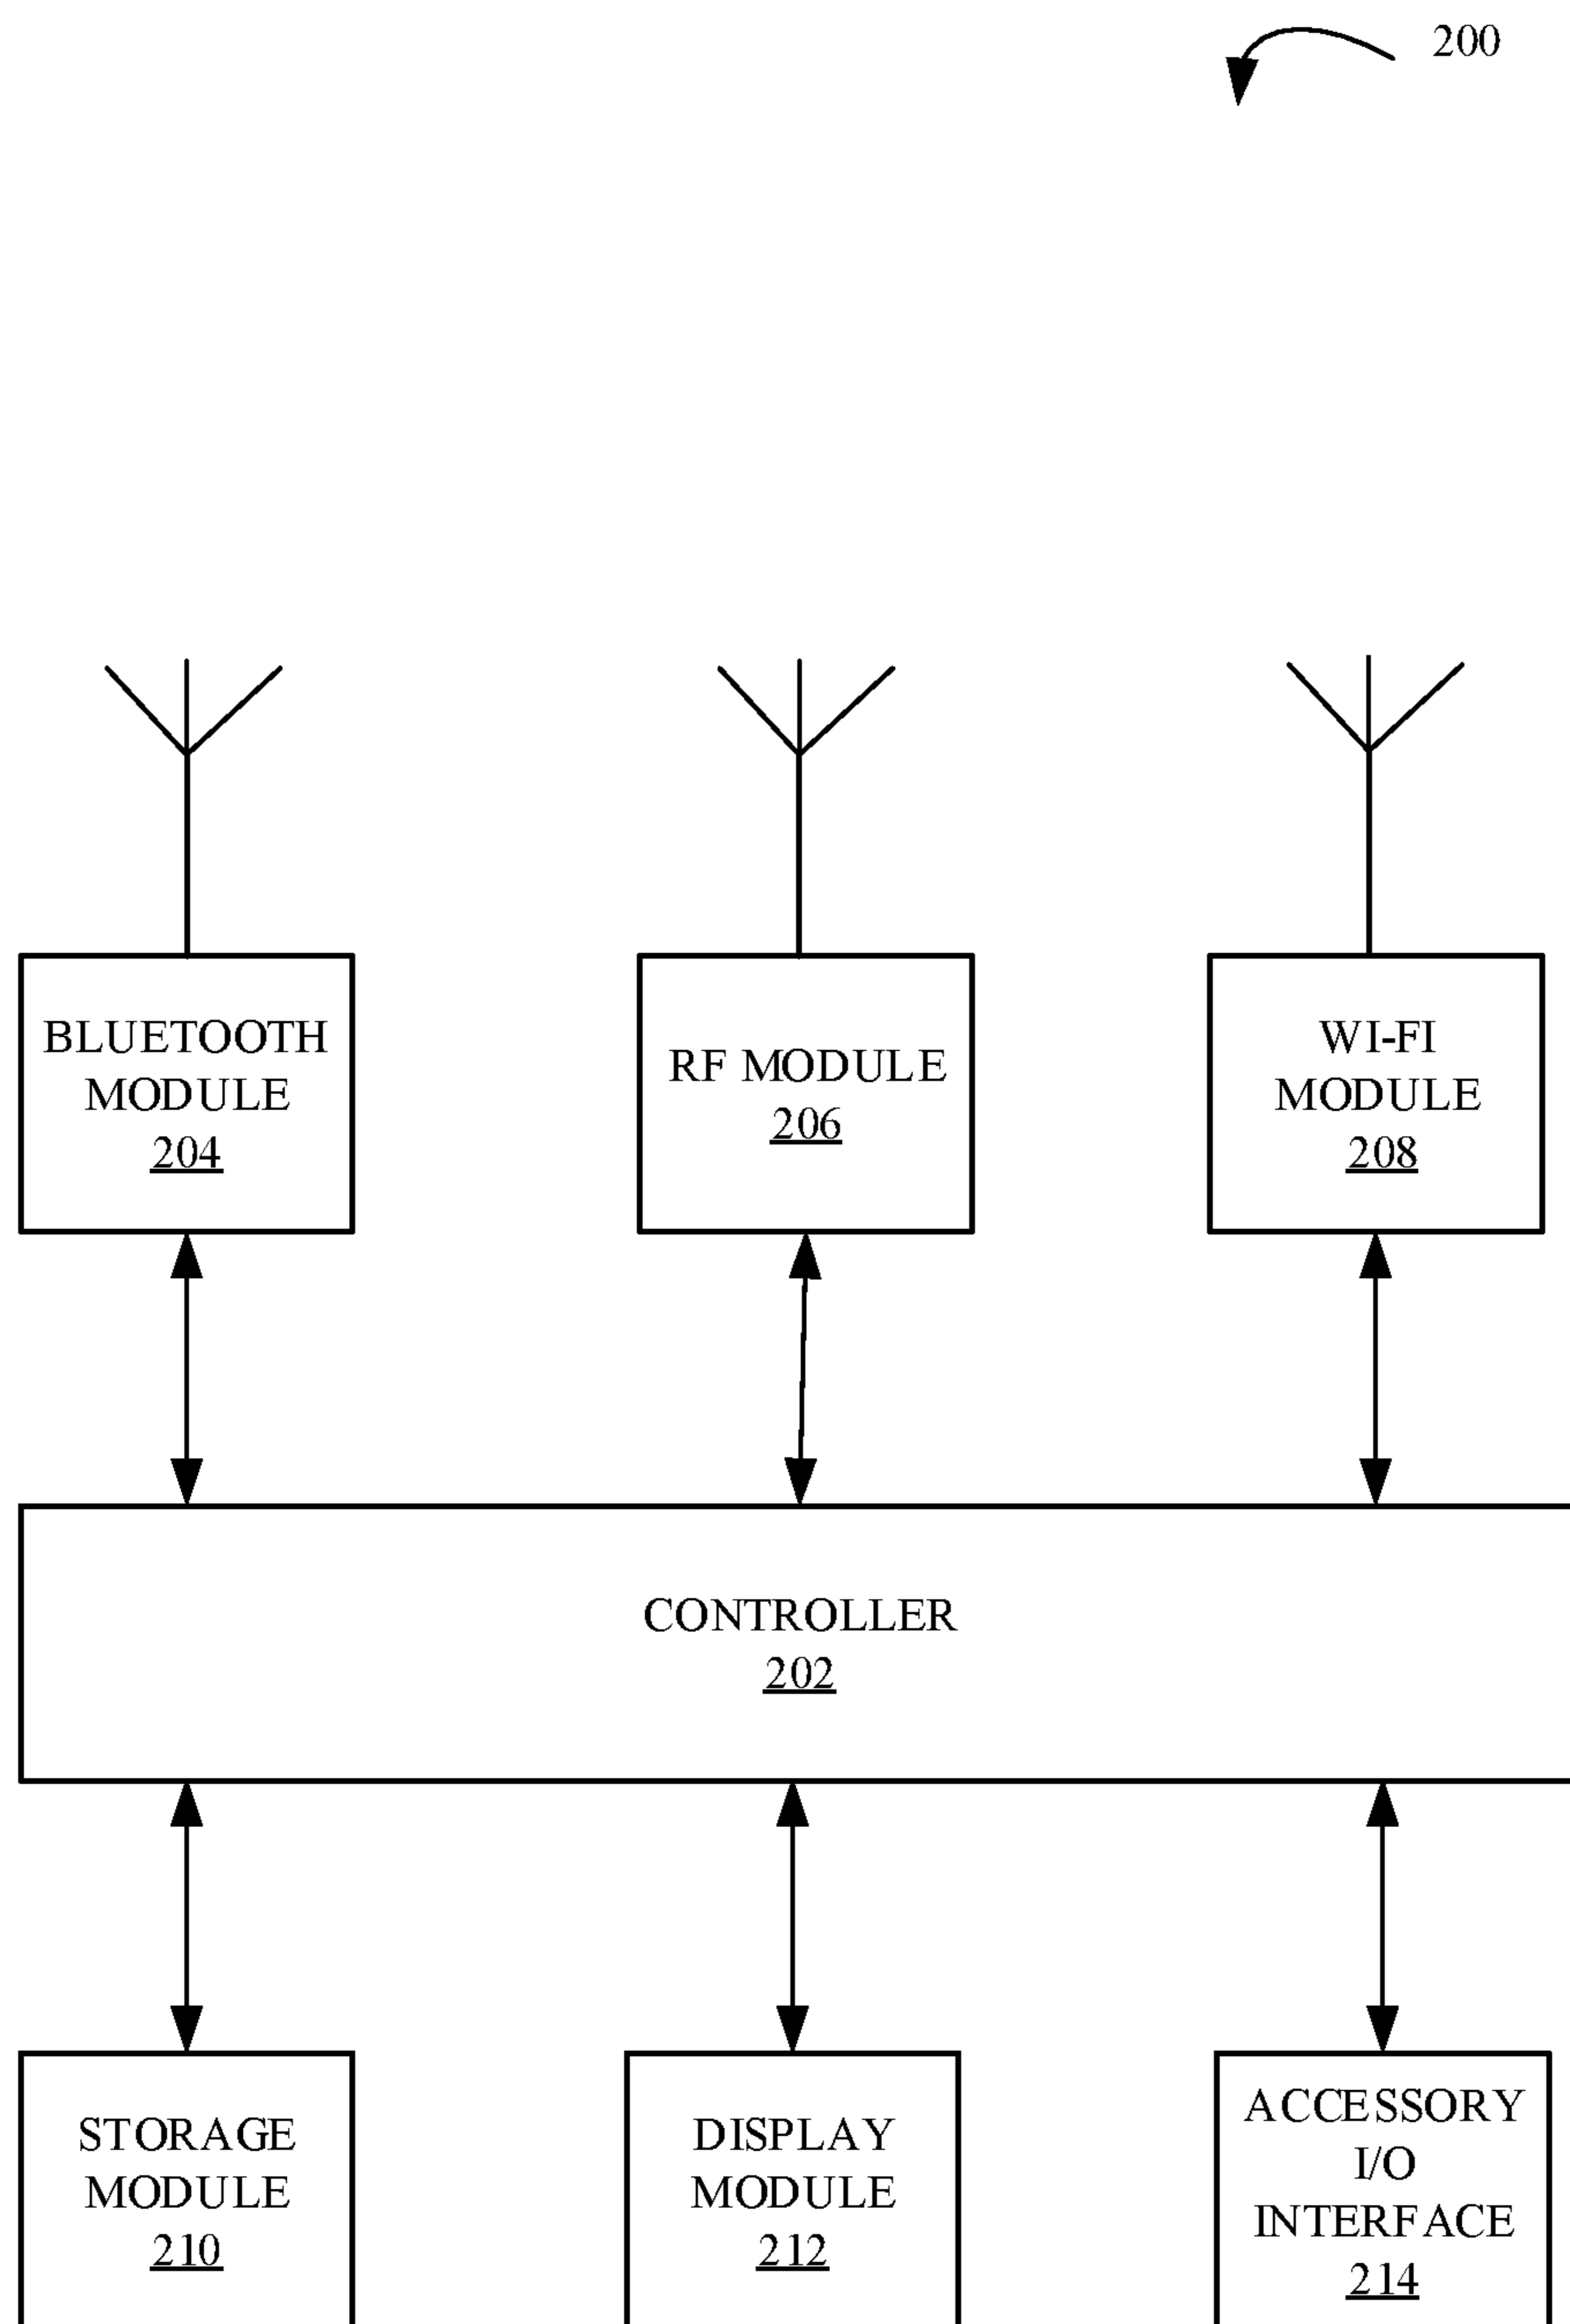 200
BLUETOOTH
MODULE
204
RF MODULE
206
WI-FI
MODULE
208
CONTROLLER
202
STORAGE
MODULE
210
DISPLAY
MODULE
212
ACCESSORY
I/O
INTERFACE
214